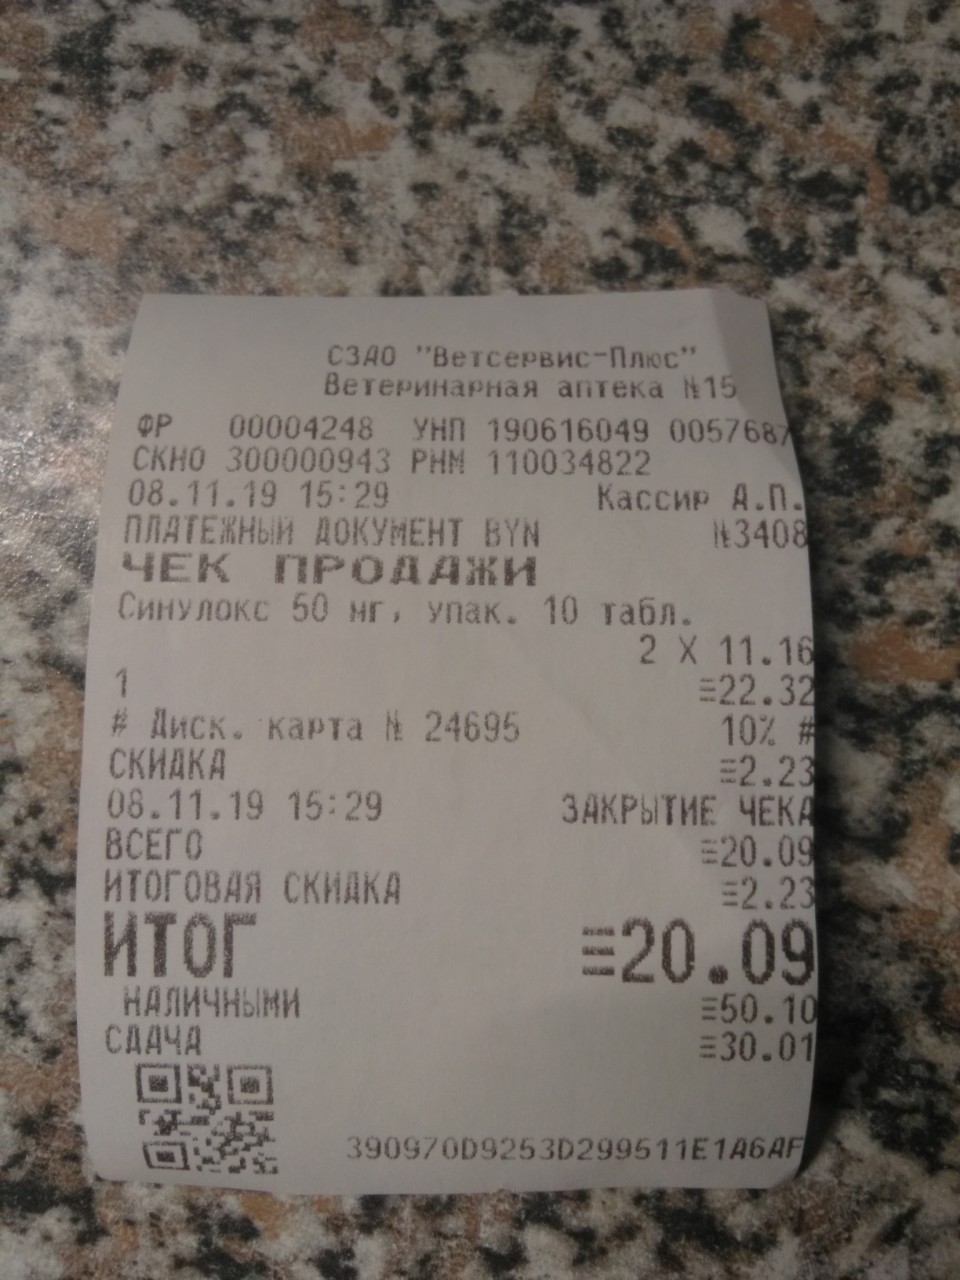 СЗАО "Ветсервис-Плюс"
Ветеринарная аптека №15
ФР 00004248 УНП 190616049 0057687
СКНО 300000943 РНМ 110034822
08.11.19 15:29 Кассир А.П.
ПЛАТЕЖНЫЙ ДОКУМЕНТ BYN №3408
ЧЕК ПРОДАЖИ
Синулокс 50 мг, упак. 10 табл.
2 X 11.16
1 ≡22.32
# Диск. карта № 24695 10% #
СКИДКА ≡2.23
08.11.19 15:29 ЗАКРЫТИЕ ЧЕКА
ВСЕГО ≡20.09
ИТОГОВАЯ СКИДКА ≡2.23
ИТОГ ≡20.09
НАЛИЧНЫМИ ≡50.10
СДАЧА ≡30.01
390970D9253D299511E1A6AF